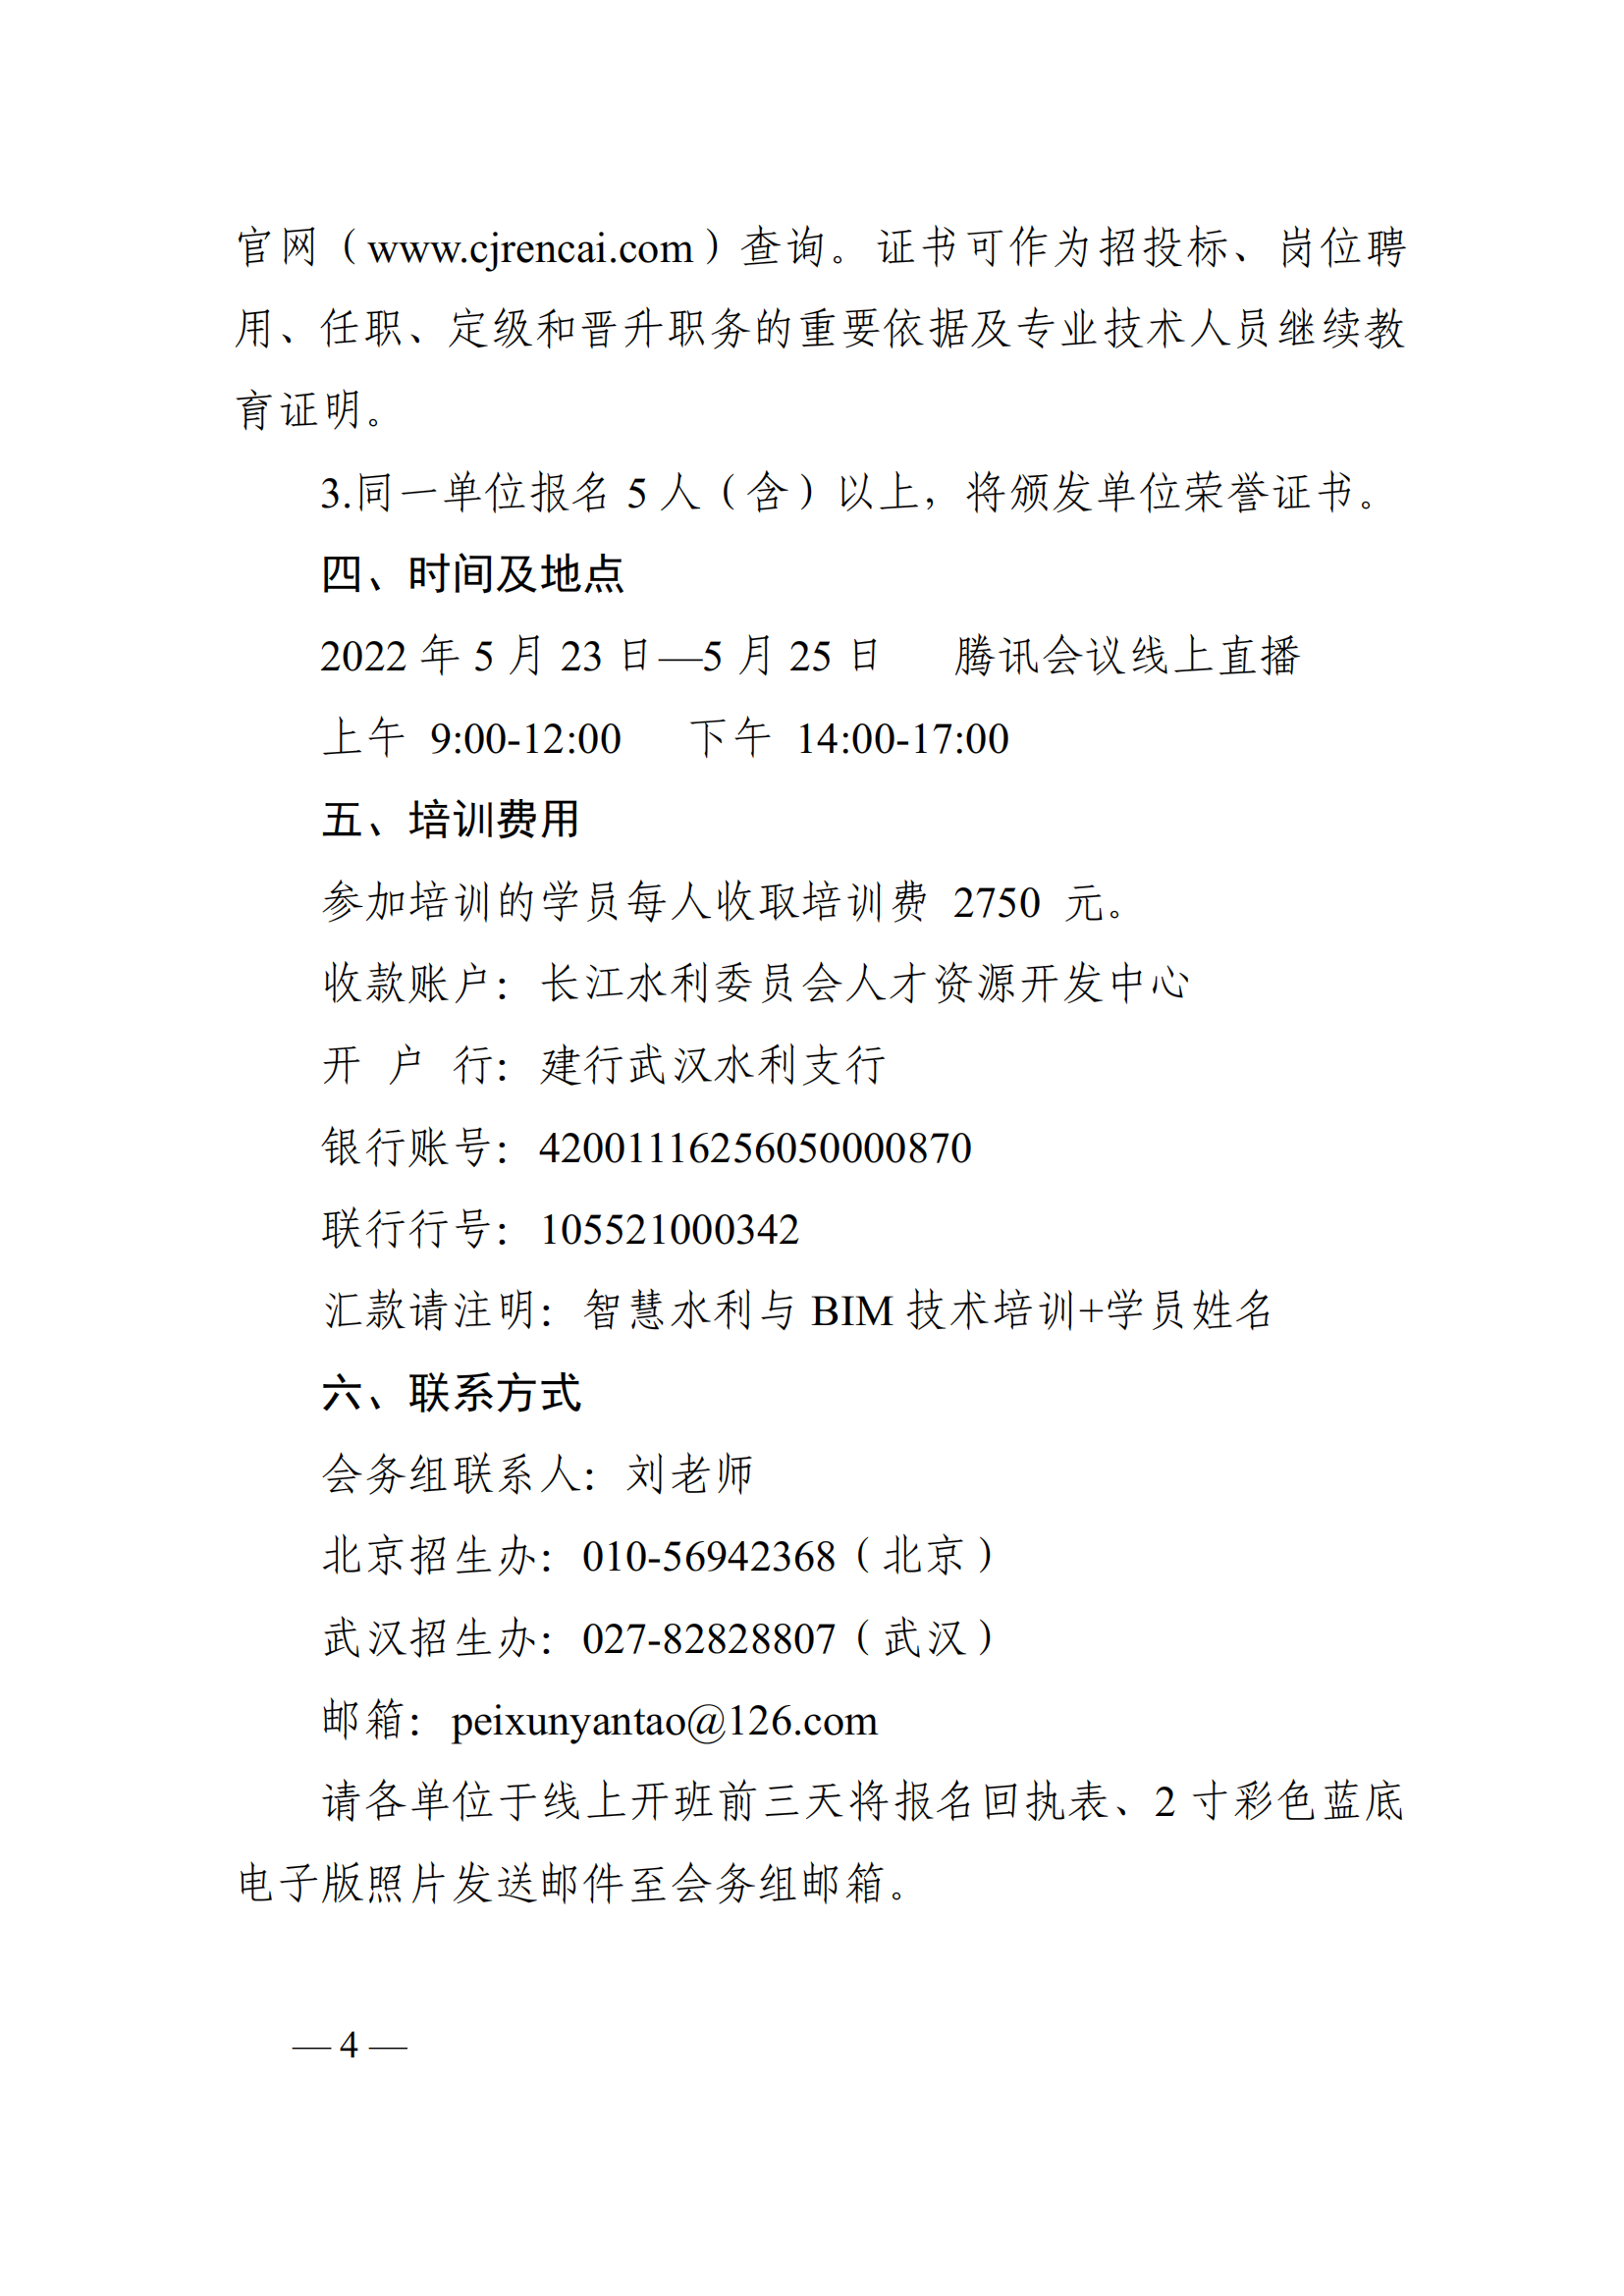 官网（www.cjrencai.com）查询。证书可作为招投标、岗位聘
用、任职、定级和晋升职务的重要依据及专业技术人员继续教
育证明。
3.同一单位报名 5 人（含）以上，将颁发单位荣誉证书。
四、时间及地点
2022 年 5 月 23 日—5 月 25 日 腾讯会议线上直播
上午 9:00-12:00 下午 14:00-17:00
五、培训费用
参加培训的学员每人收取培训费 2750 元。
收款账户：长江水利委员会人才资源开发中心
开 户 行：建行武汉水利支行
银行账号：42001116256050000870
联行行号：105521000342
汇款请注明：智慧水利与 BIM 技术培训+学员姓名
六、联系方式
会务组联系人：刘老师
北京招生办：010-56942368（北京）
武汉招生办：027-82828807（武汉）
邮箱：peixunyantao@126.com
请各单位于线上开班前三天将报名回执表、2 寸彩色蓝底
电子版照片发送邮件至会务组邮箱。
— 4 —